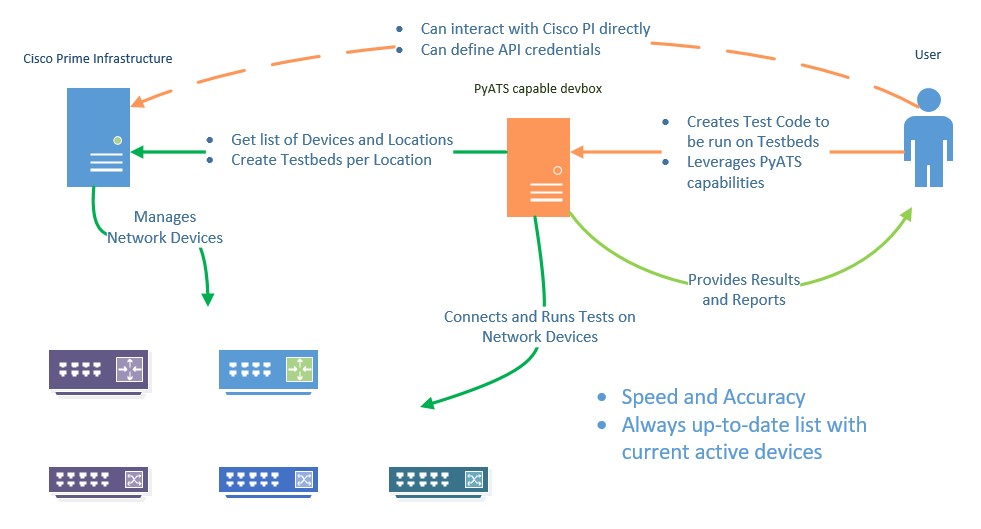 • Can interact with Cisco PI directly
• Can define API credentials
Cisco Prime Infrastructure
User
PyATS capable devbox
• Get list of Devices and Locations
• Create Testbeds per Location
• Creates Test Code to
be run on Testbeds
• Leverages PyATS
capabilities
Manages
Network Devices
Provides Results
and Reports
Connects and Runs Tests on
Network Devices
• Speed and Accuracy
• Always up-to-date list with
current active devices